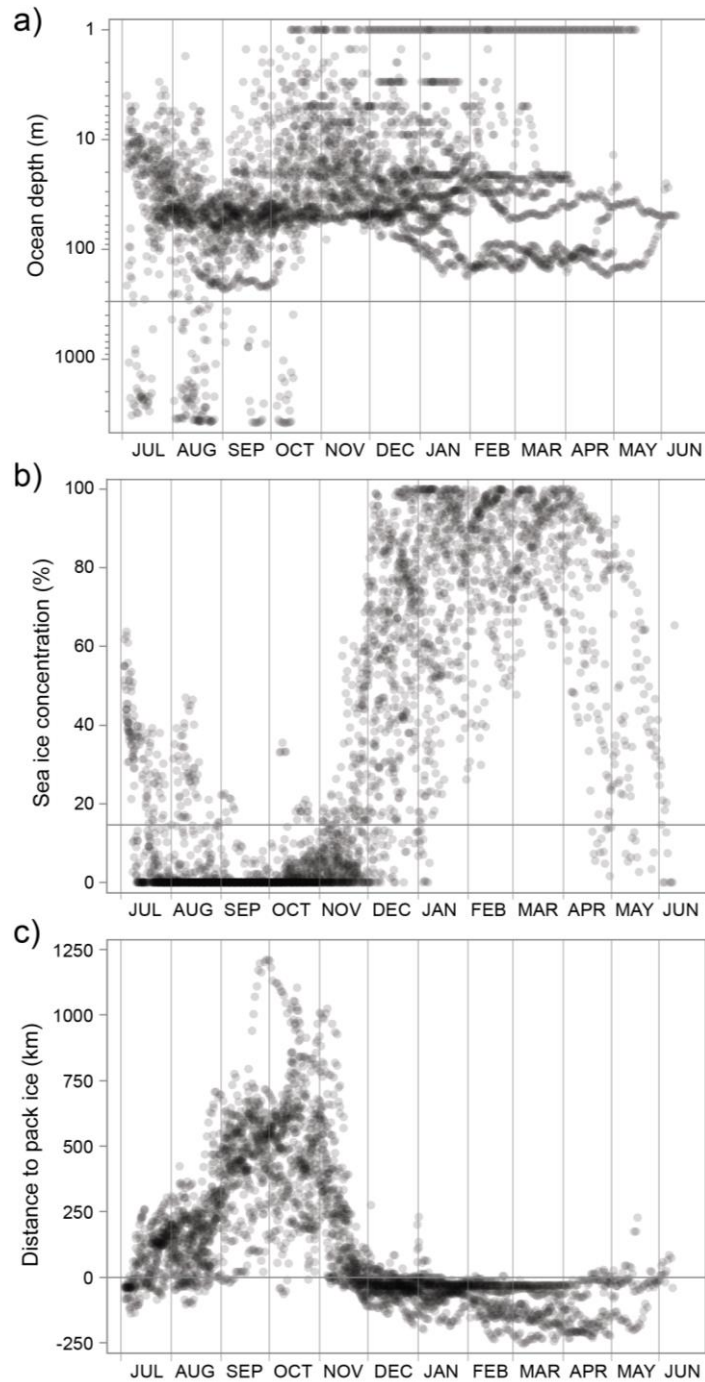 a)
Ocean depth (m)
1
10
100
1000
JUL AUG SEP OCT NOV DEC JAN FEB MAR APR MAY JUN
b)
Sea ice concentration (%)
100
80
60
40
20
0
JUL AUG SEP OCT NOV DEC JAN FEB MAR APR MAY JUN
c)
Distance to pack ice (km)
1250
1000
750
500
250
0
-250
JUL AUG SEP OCT NOV DEC JAN FEB MAR APR MAY JUN